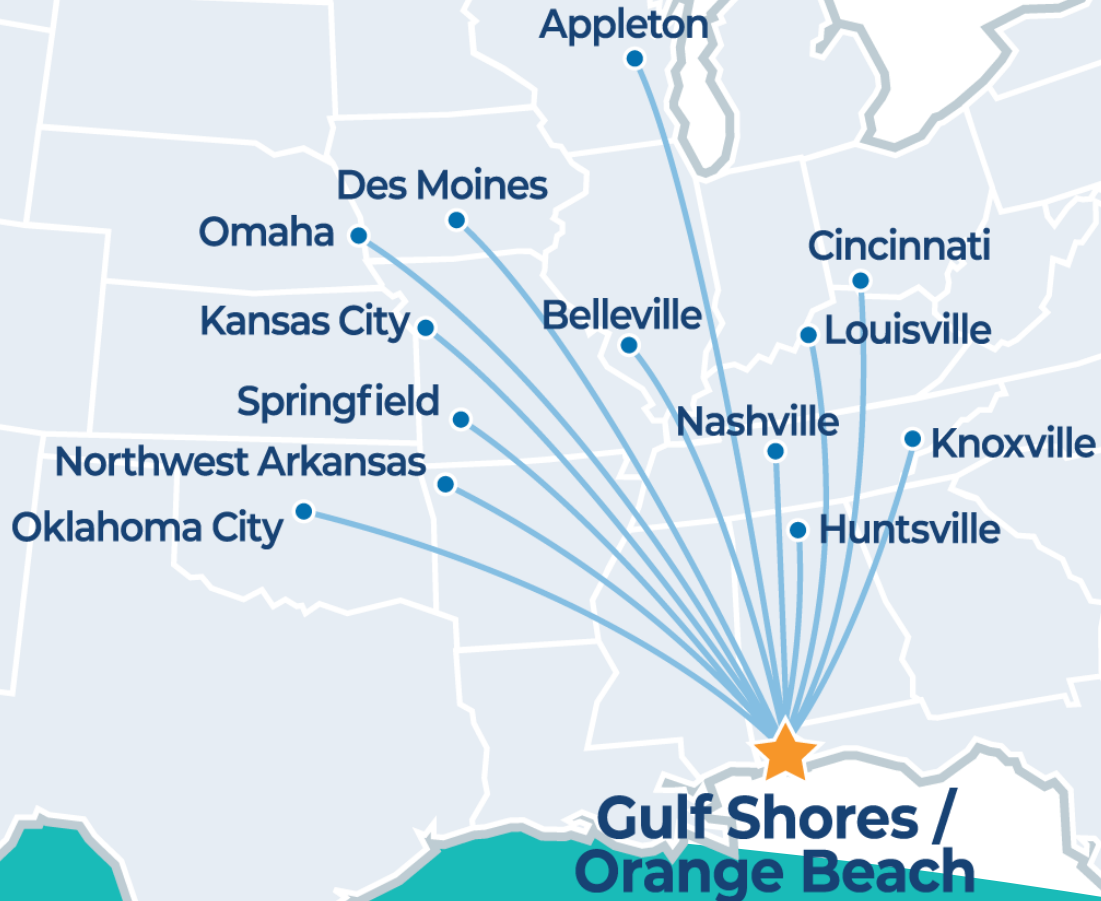 Appleton
Des Moines
Omaha
Cincinnati
Kansas City
Belleville
Louisville
Springfield
Nashville
Knoxville
Northwest Arkansas
Oklahoma City
Huntsville
Gulf Shores /
Orange Beach